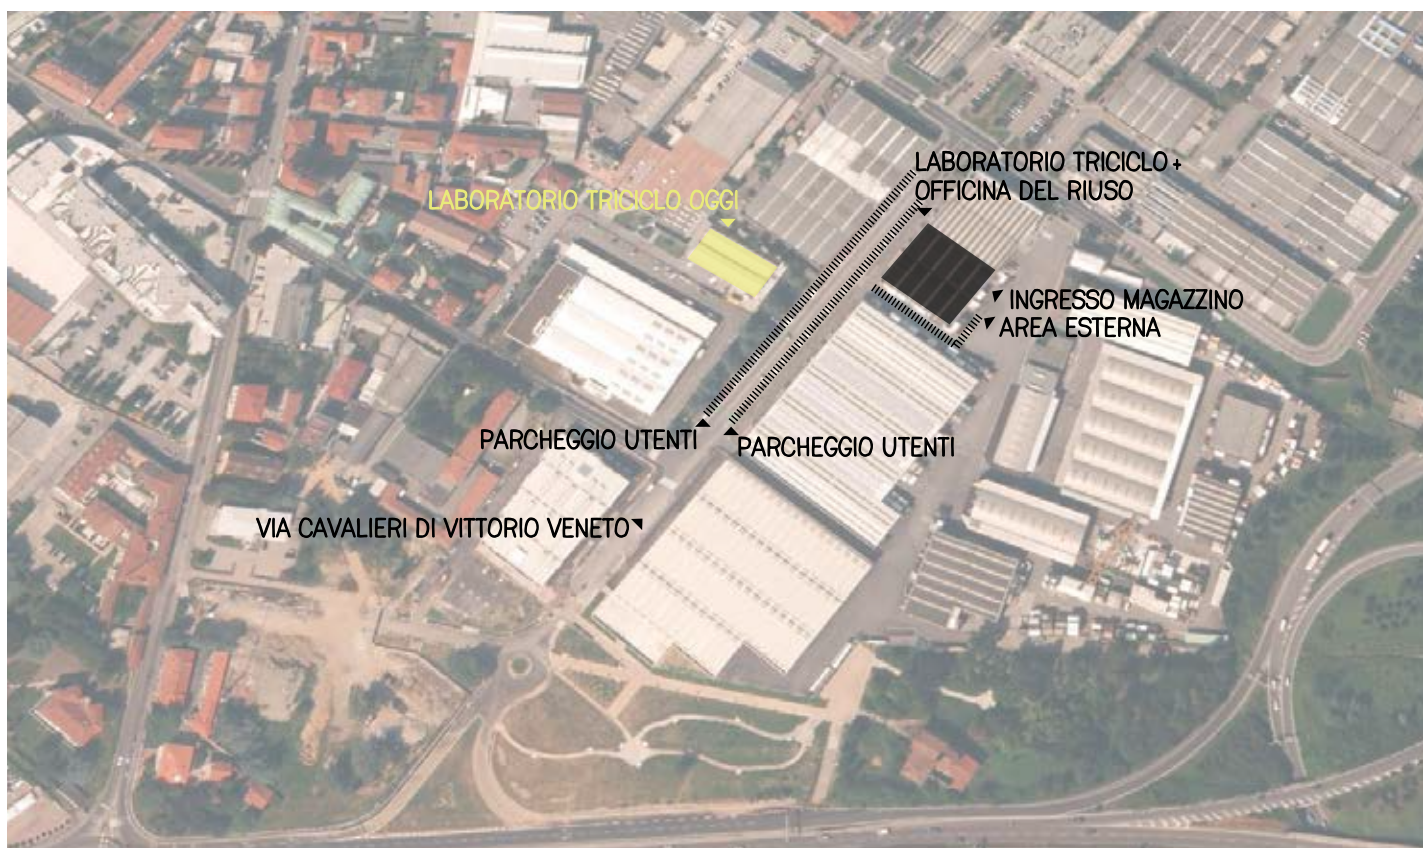 LABORATORIO TRICICLO +
OFFICINA DEL RIUSO
LABORATORIO TRICICLO OGGI
INGRESSO MAGAZZINO
AREA ESTERNA
PARCHEGGIO UTENTI
PARCHEGGIO UTENTI
VIA CAVALIERI DI VITTORIO VENETO